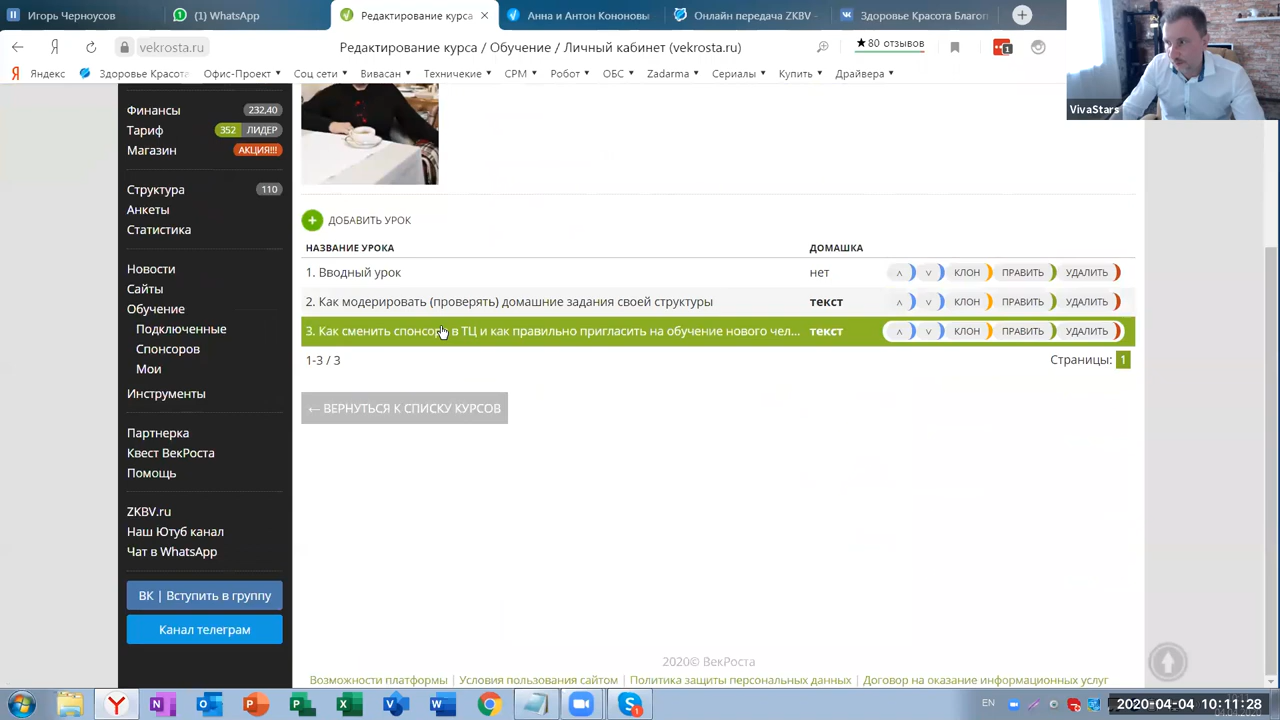 Игорь Черноусов
(1) WhatsApp
Редактирование курса
Анна и Антон Кононовы
Онлайн передача ZKBV -
Здоровье Красота Благоп
vekrosta.ru
Редактирование курса / Обучение / Личный кабинет (vekrosta.ru)
★80 отзывов
1
Яндекс
Здоровье Красота
Офис-Проект
Соц сети
Вивасан
Техничекие
СРМ
Робот
ОБС
Zadarma
Сериалы
Купить
Драйвера
VivaStars
Финансы 232,40
Тариф 352 ЛИДЕР
Магазин АКЦИЯ!!!
Структура 110
Анкеты
Статистика
Новости
Сайты
Обучение
Подключенные
Спонсоров
Мои
Инструменты
Партнерка
Квест ВекРоста
Помощь
ZKBV.ru
Наш Ютуб канал
Чат в WhatsApp
ВК | Вступить в группу
Канал телеграм
+ ДОБАВИТЬ УРОК
НАЗВАНИЕ УРОКА ДОМАШКА
1. Вводный урок нет КЛОН ПРАВИТЬ УДАЛИТЬ
2. Как модерировать (проверять) домашние задания своей структуры текст КЛОН ПРАВИТЬ УДАЛИТЬ
3. Как сменить спонсора в ТЦ и как правильно пригласить на обучение нового чел... текст КЛОН ПРАВИТЬ УДАЛИТЬ
1-3 / 3 Страницы: 1
← ВЕРНУТЬСЯ К СПИСКУ КУРСОВ
2020© ВекРоста
Возможности платформы | Условия пользования сайтом | Политика защиты персональных данных | Договор на оказание информационных услуг
EN
2020-04-04 10:11:28